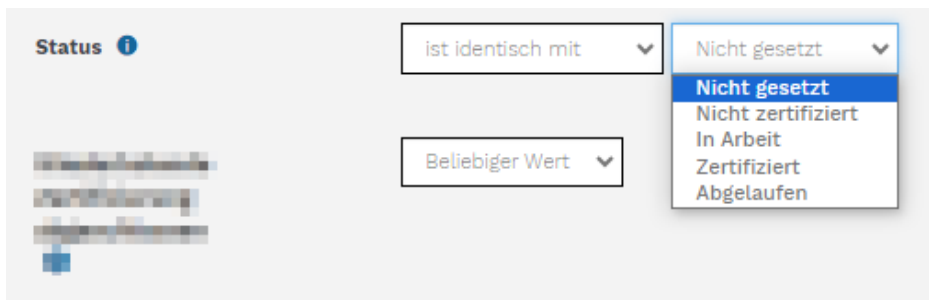 Status
ist identisch mit
Nicht gesetzt
Nicht gesetzt
Nicht zertifiziert
In Arbeit
Zertifiziert
Abgelaufen
Beliebiger Wert